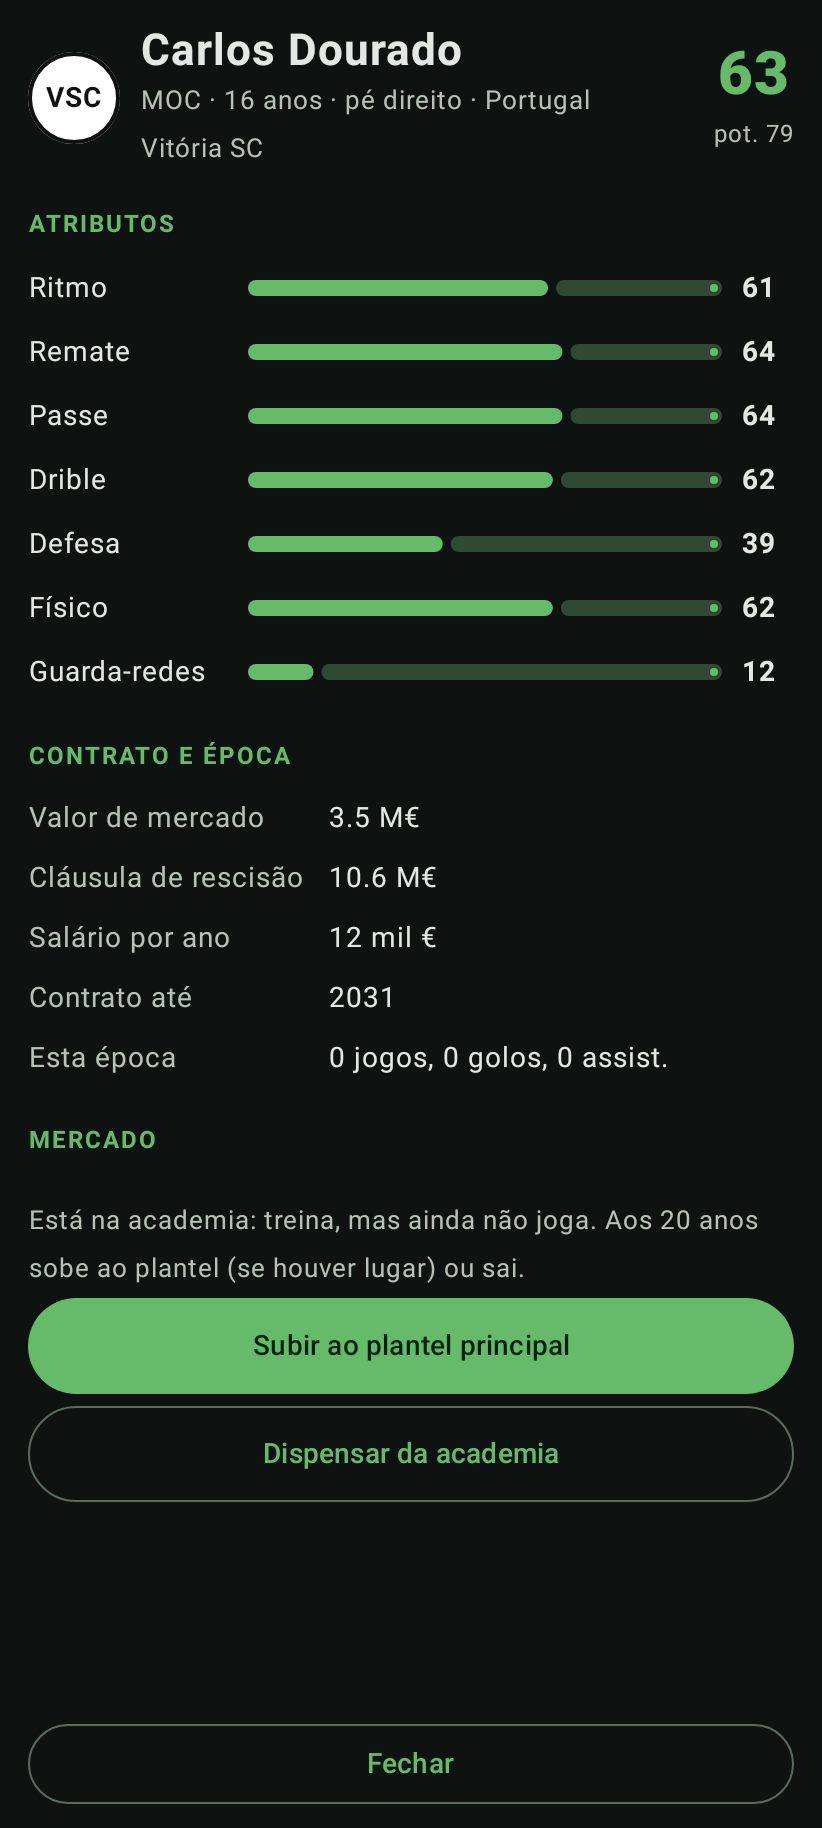 VSC
Carlos Dourado
MOC · 16 anos · pé direito · Portugal
Vitória SC
63
pot. 79
ATRIBUTOS
Ritmo 61
Remate 64
Passe 64
Drible 62
Defesa 39
Físico 62
Guarda-redes 12
CONTRATO E ÉPOCA
Valor de mercado 3.5 M€
Cláusula de rescisão 10.6 M€
Salário por ano 12 mil €
Contrato até 2031
Esta época 0 jogos, 0 golos, 0 assist.
MERCADO
Está na academia: treina, mas ainda não joga. Aos 20 anos
sobe ao plantel (se houver lugar) ou sai.
Subir ao plantel principal
Dispensar da academia
Fechar